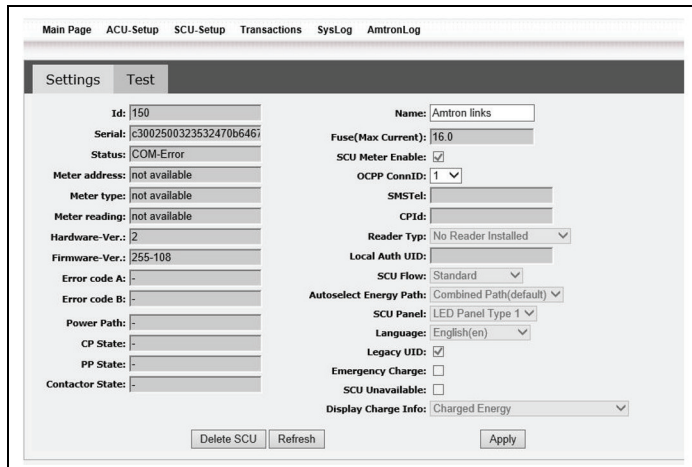 Main Page ACU-Setup SCU-Setup Transactions SysLog AmtronLog
Settings Test
Id: 150
Serial: c3002500323532470b6467
Status: COM-Error
Meter address: not available
Meter type: not available
Meter reading: not available
Hardware-Ver.: 2
Firmware-Ver.: 255-108
Error code A: -
Error code B: -
Power Path: -
CP State: -
PP State: -
Contactor State: -
Name: Amtron links
Fuse(Max Current): 16.0
SCU Meter Enable:
OCPP ConnID: 1
SMSTel:
CPId:
Reader Typ: No Reader Installed
Local Auth UID:
SCU Flow: Standard
Autoselect Energy Path: Combined Path(default)
SCU Panel: LED Panel Type 1
Language: English(en)
Legacy UID:
Emergency Charge:
SCU Unavailable:
Display Charge Info: Charged Energy
Delete SCU Refresh Apply